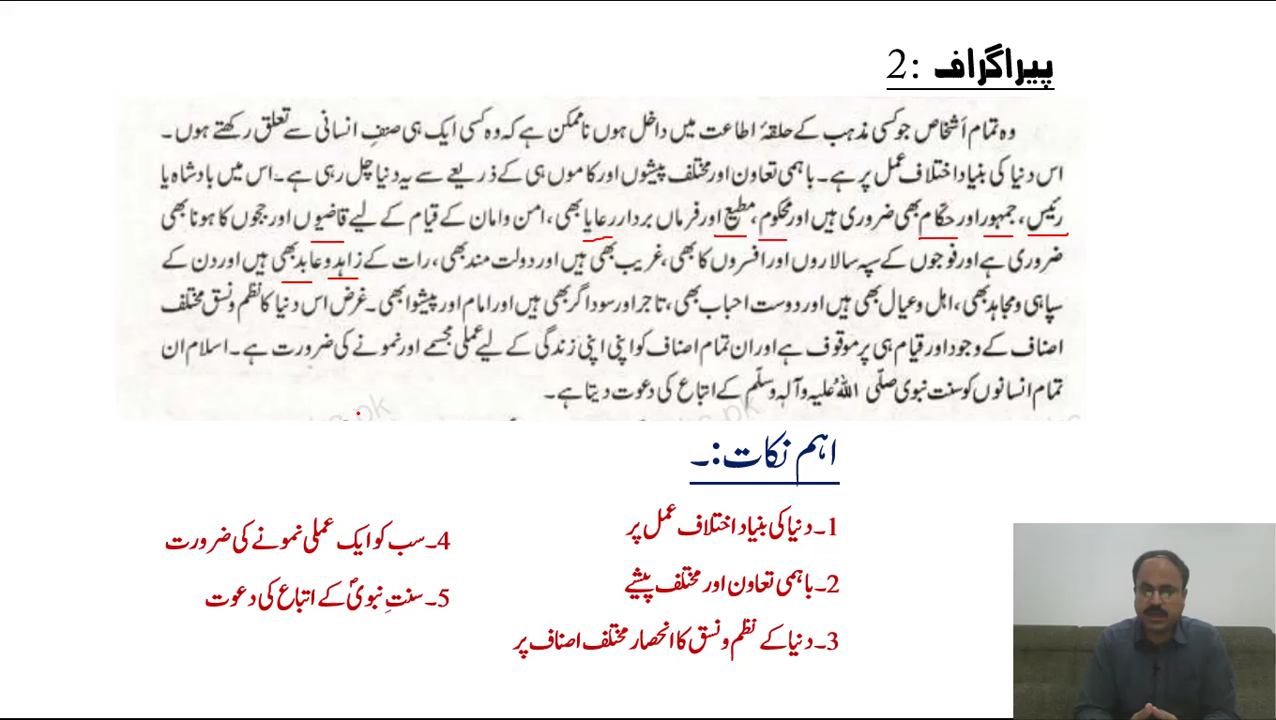 پیراگراف 2:
وہ تمام اَشخاص جو کسی مذہب کے حلقۂ اطاعت میں داخل ہوں ناممکن ہے کہ وہ کسی ایک ہی صنفِ انسانی سے تعلق رکھتے ہوں۔
اس دنیا کی بنیاد اختلاف عمل پر ہے۔ باہمی تعاون اور مختلف پیشوں اور کاموں ہی کے ذریعے سے یہ دنیا چل رہی ہے۔ اس میں بادشاہ یا
رئیس، جمہور اور حکّام بھی ضروری ہیں اور محکوم، مطیع اور فرماں بردار رعایا بھی، امن وامان کے قیام کے لیے قاضیوں اور ججوں کا ہونا بھی
ضروری ہے اور فوجوں کے سپہ سالاروں اور افسروں کا بھی، غریب بھی ہیں اور دولت مند بھی، رات کے زاہد و عابد بھی ہیں اور دن کے
سپاہی و مجاہد بھی، اہل و عیال بھی ہیں اور دوست احباب بھی، تاجر اور سوداگر بھی ہیں اور امام اور پیشوا بھی۔ غرض اس دنیا کا نظم و نسق مختلف
اصناف کے وجود اور قیام ہی پر موقوف ہے اور ان تمام اصناف کو اپنی اپنی زندگی کے لیے عملی مجسمے اور نمونے کی ضرورت ہے۔ اسلام ان
تمام انسانوں کو سنت نبوی صلّی اللہُ علیہ وآلہٖ وسلّم کے اتباع کی دعوت دیتا ہے۔
اہم نکات:۔
1۔ دنیا کی بنیاد اختلاف عمل پر
2۔ باہمی تعاون اور مختلف پیشے
3۔ دنیا کے نظم و نسق کا انحصار مختلف اصناف پر
4۔ سب کو ایک عملی نمونے کی ضرورت
5۔ سنتِ نبویؐ کے اتباع کی دعوت